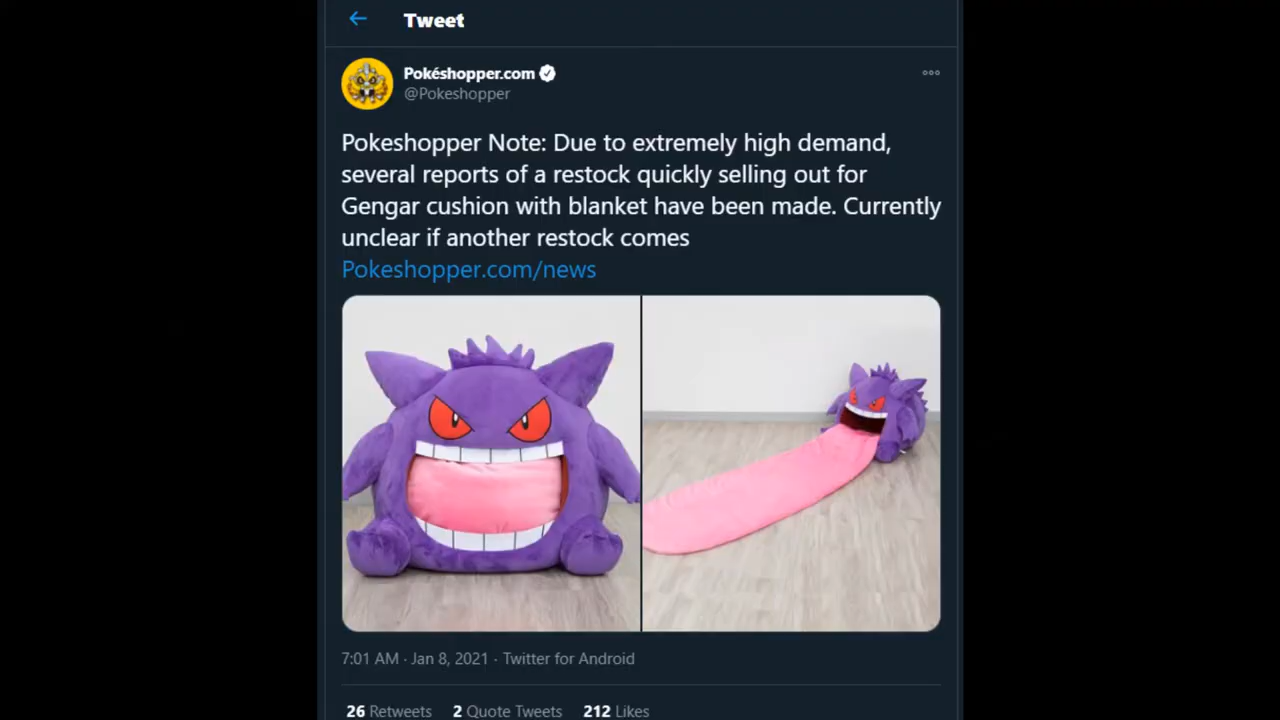 Tweet
Pokéshopper.com
@Pokeshopper
Pokeshopper Note: Due to extremely high demand,
several reports of a restock quickly selling out for
Gengar cushion with blanket have been made. Currently
unclear if another restock comes
Pokeshopper.com/news
7:01 AM · Jan 8, 2021 · Twitter for Android
26 Retweets 2 Quote Tweets 212 Likes